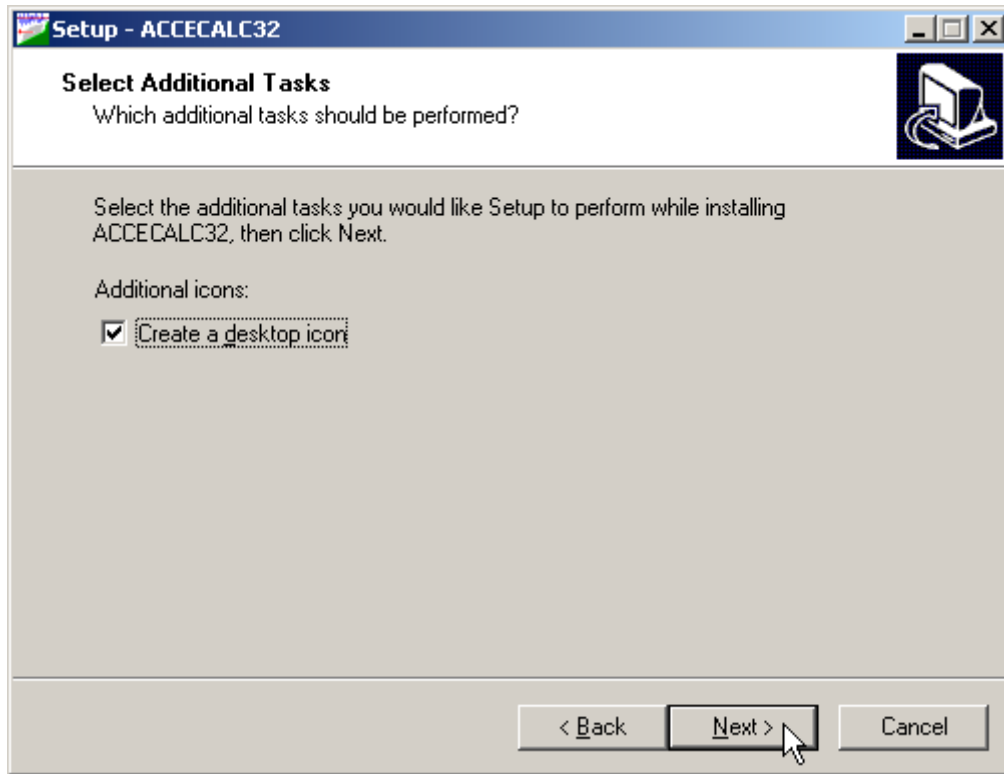 Setup - ACCECALC32
Select Additional Tasks
Which additional tasks should be performed?
Select the additional tasks you would like Setup to perform while installing
ACCECALC32, then click Next.
Additional icons:
Create a desktop icon
< Back Next > Cancel